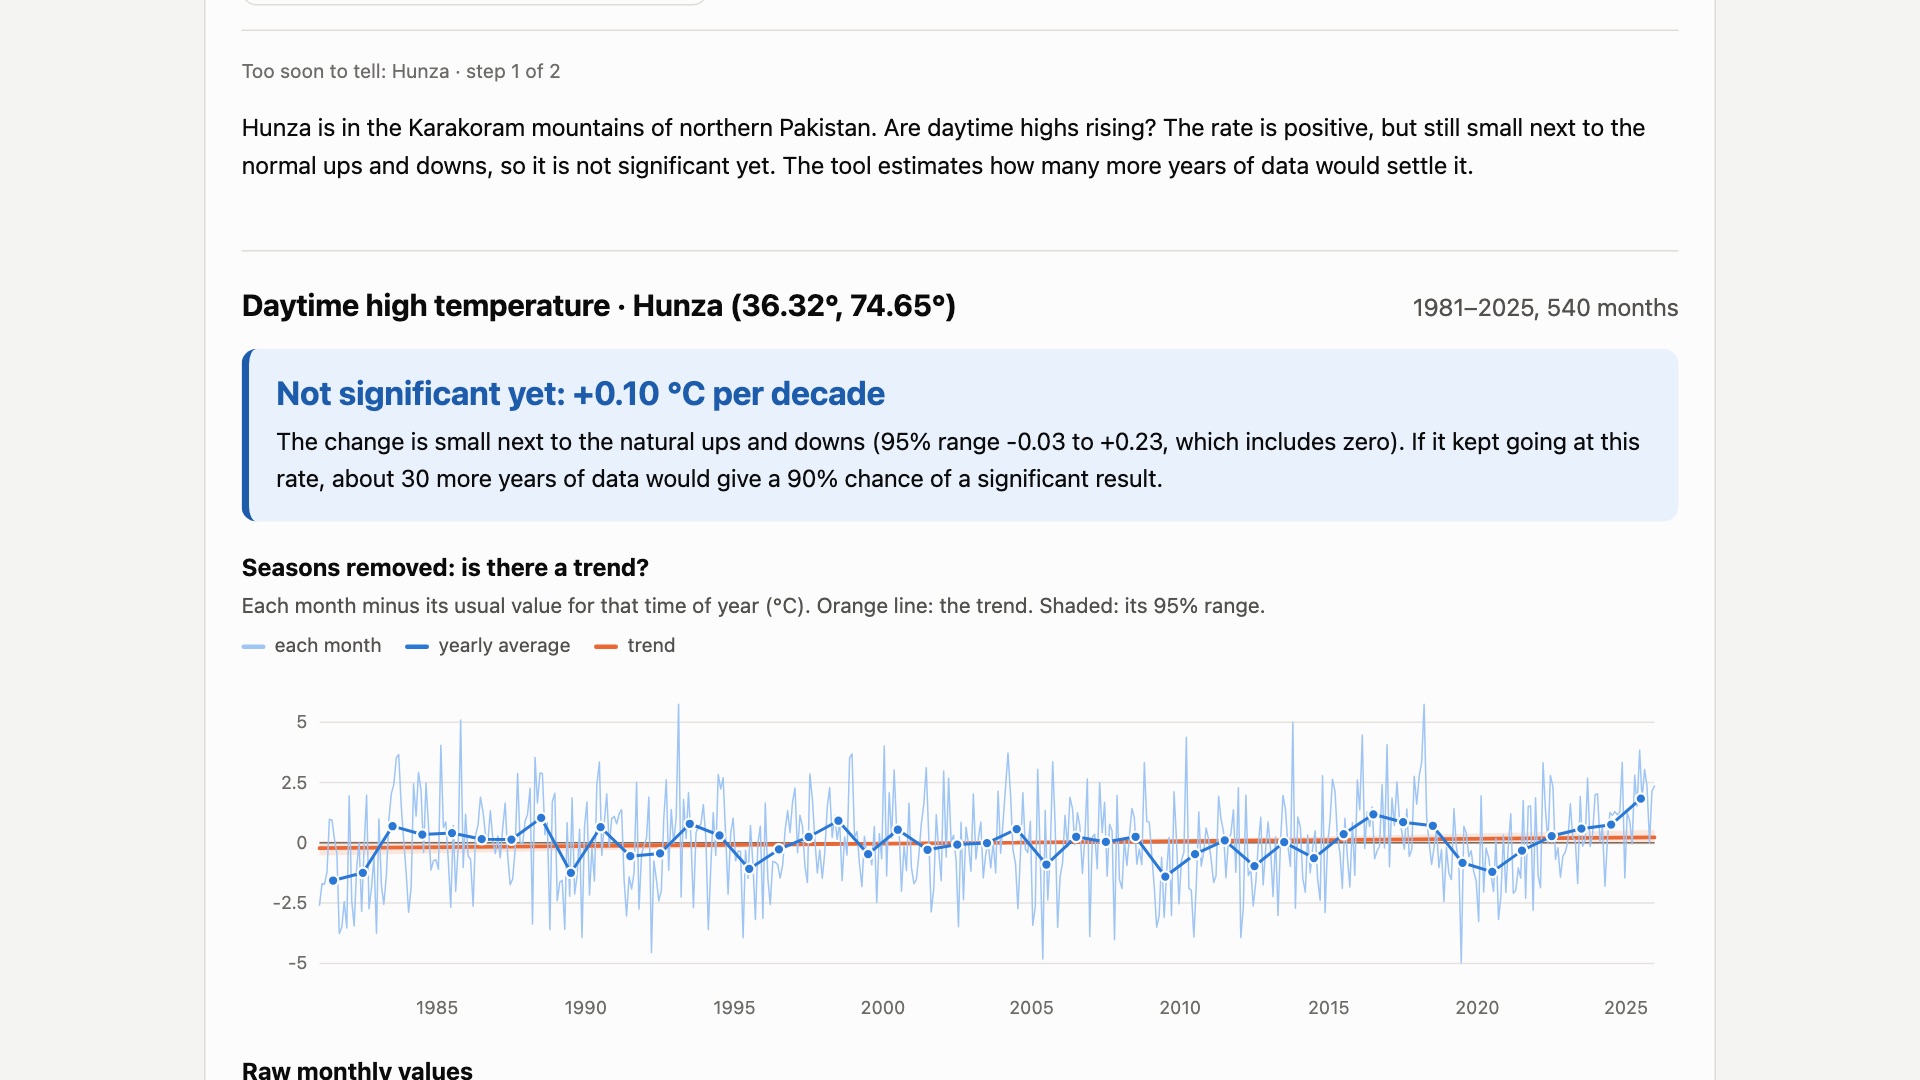 Too soon to tell: Hunza · step 1 of 2
Hunza is in the Karakoram mountains of northern Pakistan. Are daytime highs rising? The rate is positive, but still small next to the
normal ups and downs, so it is not significant yet. The tool estimates how many more years of data would settle it.
Daytime high temperature · Hunza (36.32°, 74.65°)
1981–2025, 540 months
Not significant yet: +0.10 °C per decade
The change is small next to the natural ups and downs (95% range -0.03 to +0.23, which includes zero). If it kept going at this
rate, about 30 more years of data would give a 90% chance of a significant result.
Seasons removed: is there a trend?
Each month minus its usual value for that time of year (°C). Orange line: the trend. Shaded: its 95% range.
each month yearly average trend
5
2.5
0
-2.5
-5
1985 1990 1995 2000 2005 2010 2015 2020 2025
Raw monthly values